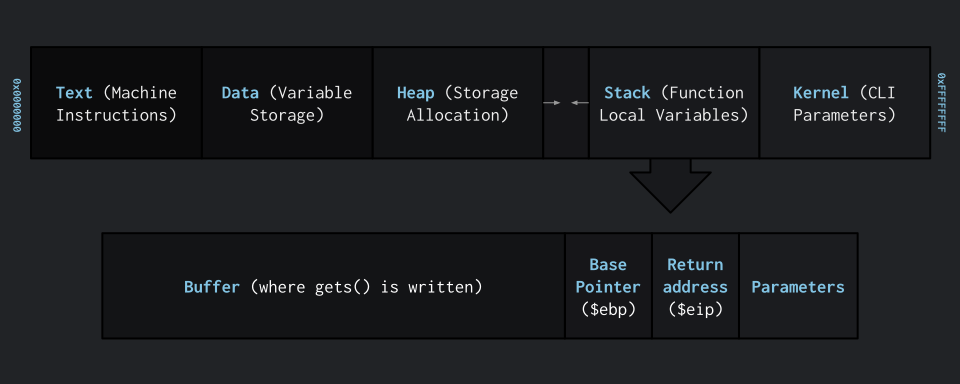 0x0000000
Text (Machine
Instructions)
Data (Variable
Storage)
Heap (Storage
Allocation)
Stack (Function
Local Variables)
Kernel (CLI
Parameters)
0xFFFFFFFF
Buffer (where gets() is written)
Base
Pointer
($ebp)
Return
address
($eip)
Parameters